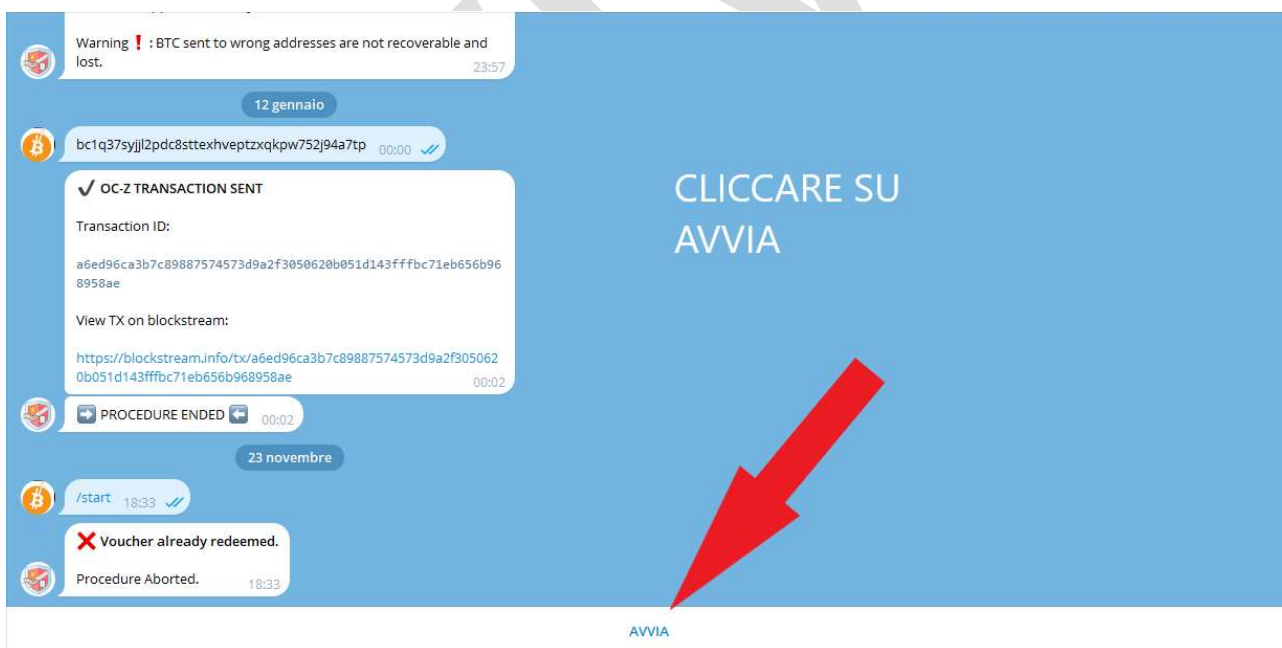 Warning ❗ : BTC sent to wrong addresses are not recoverable and
lost.
23:57
12 gennaio
bc1q37syjjl2pdc8sttexhveptzxqkpw752j94a7tp 00:00
✔ OC-Z TRANSACTION SENT
Transaction ID:
a6ed96ca3b7c89887574573d9a2f3050620b051d143fffbc71eb656b96
8958ae
View TX on blockstream:
https://blockstream.info/tx/a6ed96ca3b7c89887574573d9a2f305062
0b051d143fffbc71eb656b968958ae
00:02
➡ PROCEDURE ENDED ⬅ 00:02
23 novembre
/start 18:33
❌ Voucher already redeemed.
Procedure Aborted. 18:33
CLICCARE SU
AVVIA
AVVIA